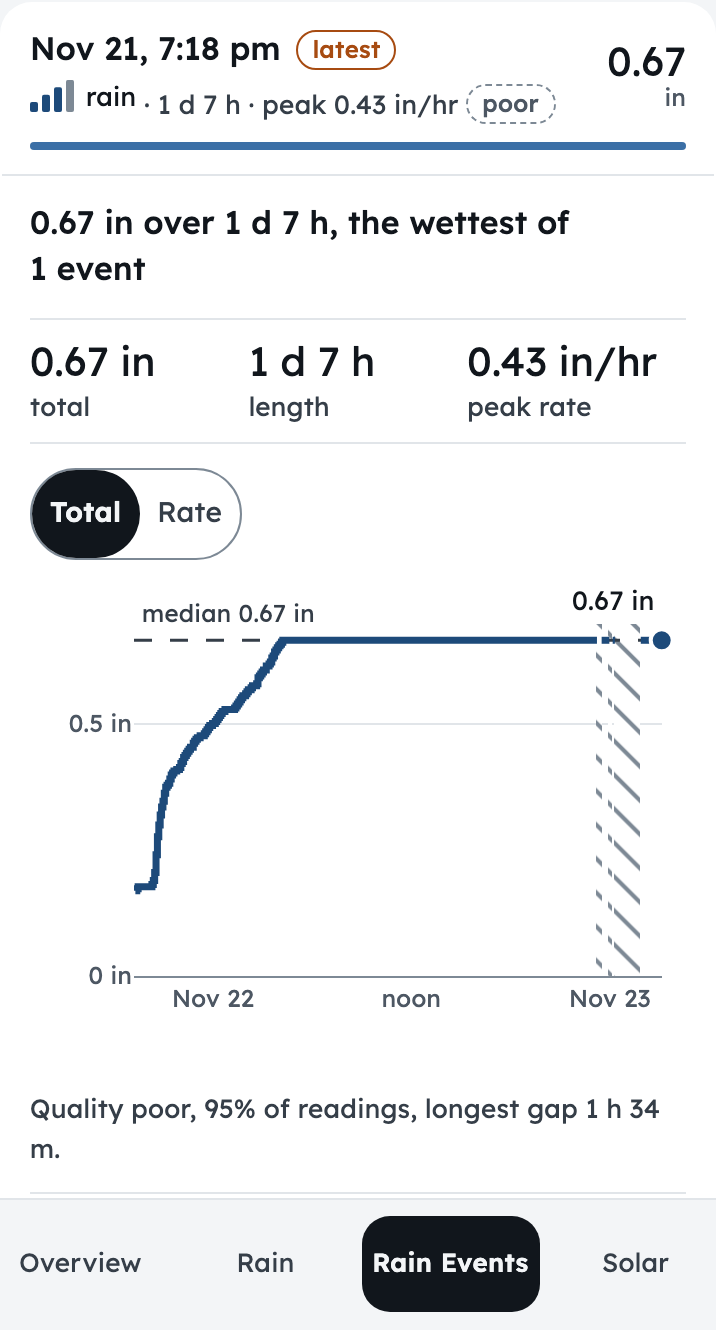 Nov 21, 7:18 pm latest 0.67
rain · 1 d 7 h · peak 0.43 in/hr poor in
0.67 in over 1 d 7 h, the wettest of
1 event
0.67 in 1 d 7 h 0.43 in/hr
total length peak rate
Total Rate
0.67 in
median 0.67 in
0.5 in
0 in
Nov 22 noon Nov 23
Quality poor, 95% of readings, longest gap 1 h 34
m.
Overview Rain Rain Events Solar